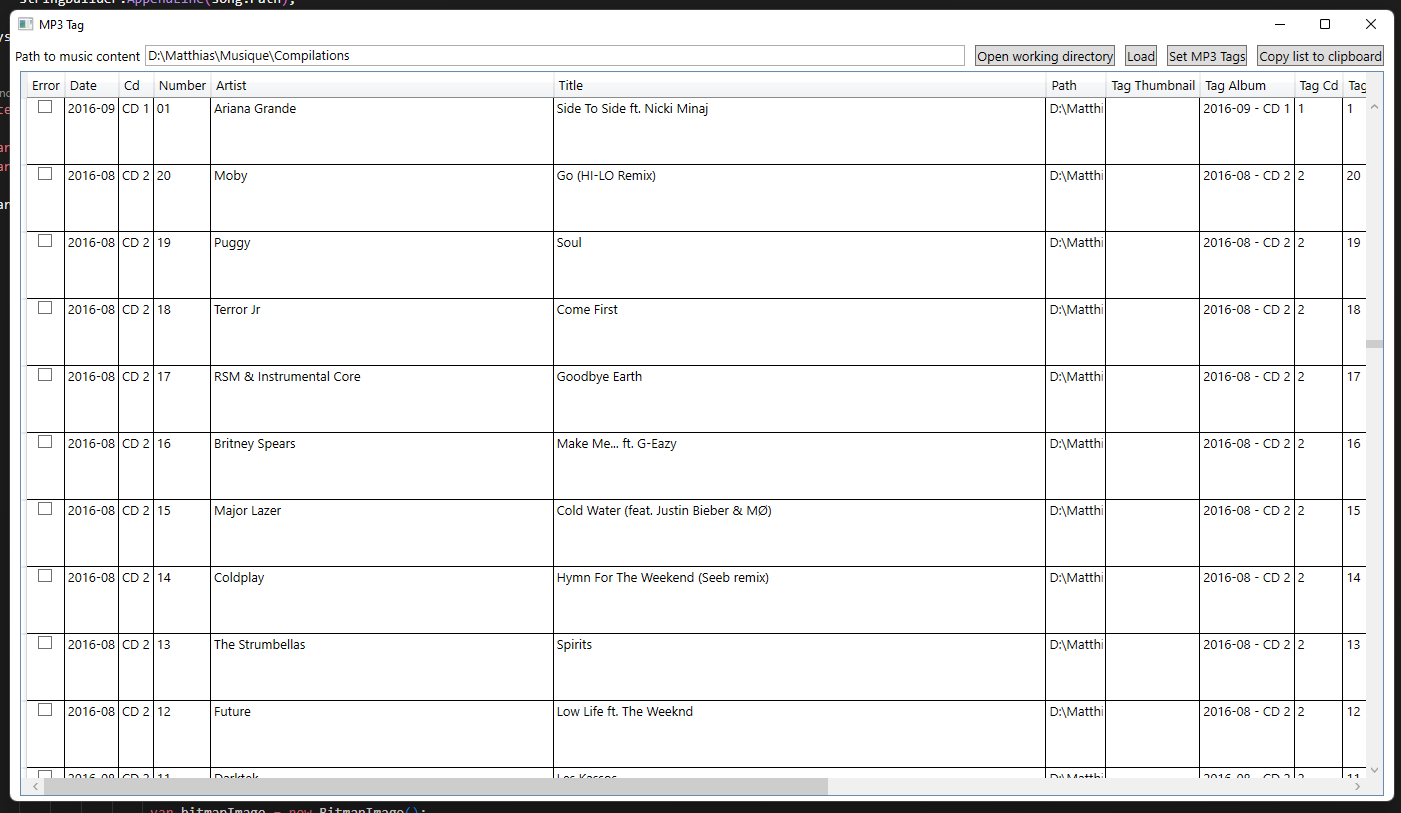 stringBuilder.AppendLine(song.Path);
MP3 Tag
Path to music content D:\Matthias\Musique\Compilations Open working directory Load Set MP3 Tags Copy list to clipboard
Error Date Cd Number Artist Title Path Tag Thumbnail Tag Album Tag Cd Tag
2016-09 CD 1 01 Ariana Grande Side To Side ft. Nicki Minaj D:\Matthi 2016-09 - CD 1 1 1
2016-08 CD 2 20 Moby Go (HI-LO Remix) D:\Matthi 2016-08 - CD 2 2 20
2016-08 CD 2 19 Puggy Soul D:\Matthi 2016-08 - CD 2 2 19
2016-08 CD 2 18 Terror Jr Come First D:\Matthi 2016-08 - CD 2 2 18
2016-08 CD 2 17 RSM & Instrumental Core Goodbye Earth D:\Matthi 2016-08 - CD 2 2 17
2016-08 CD 2 16 Britney Spears Make Me... ft. G-Eazy D:\Matthi 2016-08 - CD 2 2 16
2016-08 CD 2 15 Major Lazer Cold Water (feat. Justin Bieber & MØ) D:\Matthi 2016-08 - CD 2 2 15
2016-08 CD 2 14 Coldplay Hymn For The Weekend (Seeb remix) D:\Matthi 2016-08 - CD 2 2 14
2016-08 CD 2 13 The Strumbellas Spirits D:\Matthi 2016-08 - CD 2 2 13
2016-08 CD 2 12 Future Low Life ft. The Weeknd D:\Matthi 2016-08 - CD 2 2 12
2016-08 CD 2 11 Darktek Les Kassos D:\Matthi 2016-08 - CD 2 2 11
var bitmapImage = new BitmapImage();